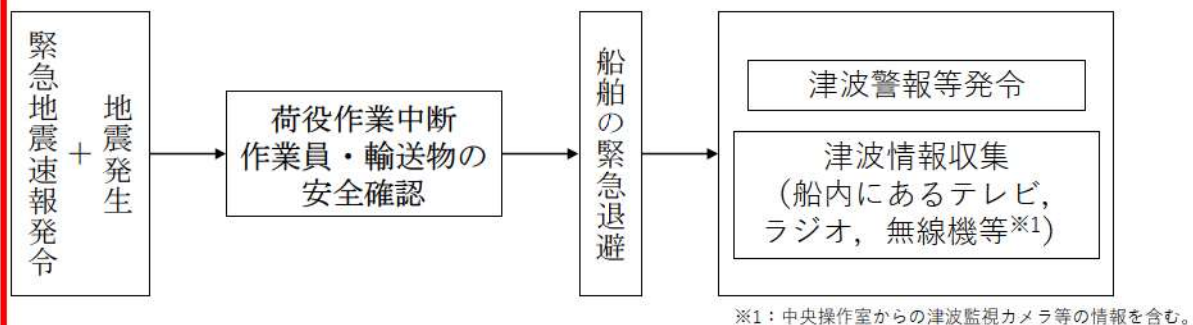 緊急地震速報発令
＋
地震発生
荷役作業中断
作業員・輸送物の
安全確認
船舶の緊急退避
津波警報等発令
津波情報収集
（船内にあるテレビ，
ラジオ，無線機等※1）
※1：中央操作室からの津波監視カメラ等の情報を含む。